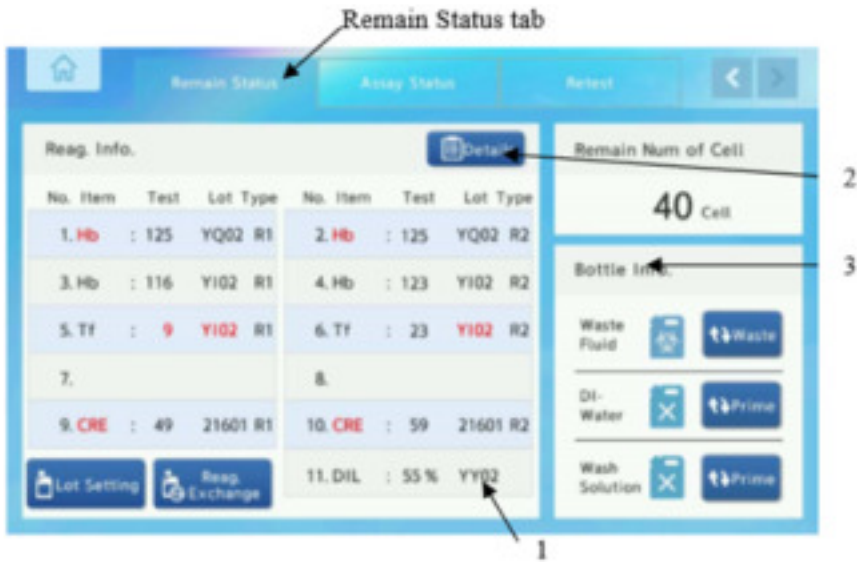 Remain Status tab
Remain Status
Assay Status
Retest
Reag. Info.
Details
Remain Num of Cell
2
No. Item Test Lot Type No. Item Test Lot Type
40 Cell
1. Hb : 125 YQ02 R1 2. Hb : 125 YQ02 R2
3
Bottle Info.
3. Hb : 116 YI02 R1 4. Hb : 123 YI02 R2
5. Tf : 9 YI02 R1 6. Tf : 23 YI02 R2
Waste
Fluid
Waste
7. 8.
DI-
Water
Prime
9. CRE : 49 21601 R1 10. CRE : 59 21601 R2
Lot Setting
Reag.
Exchange
11. DIL : 55 % YY02
Wash
Solution
Prime
1